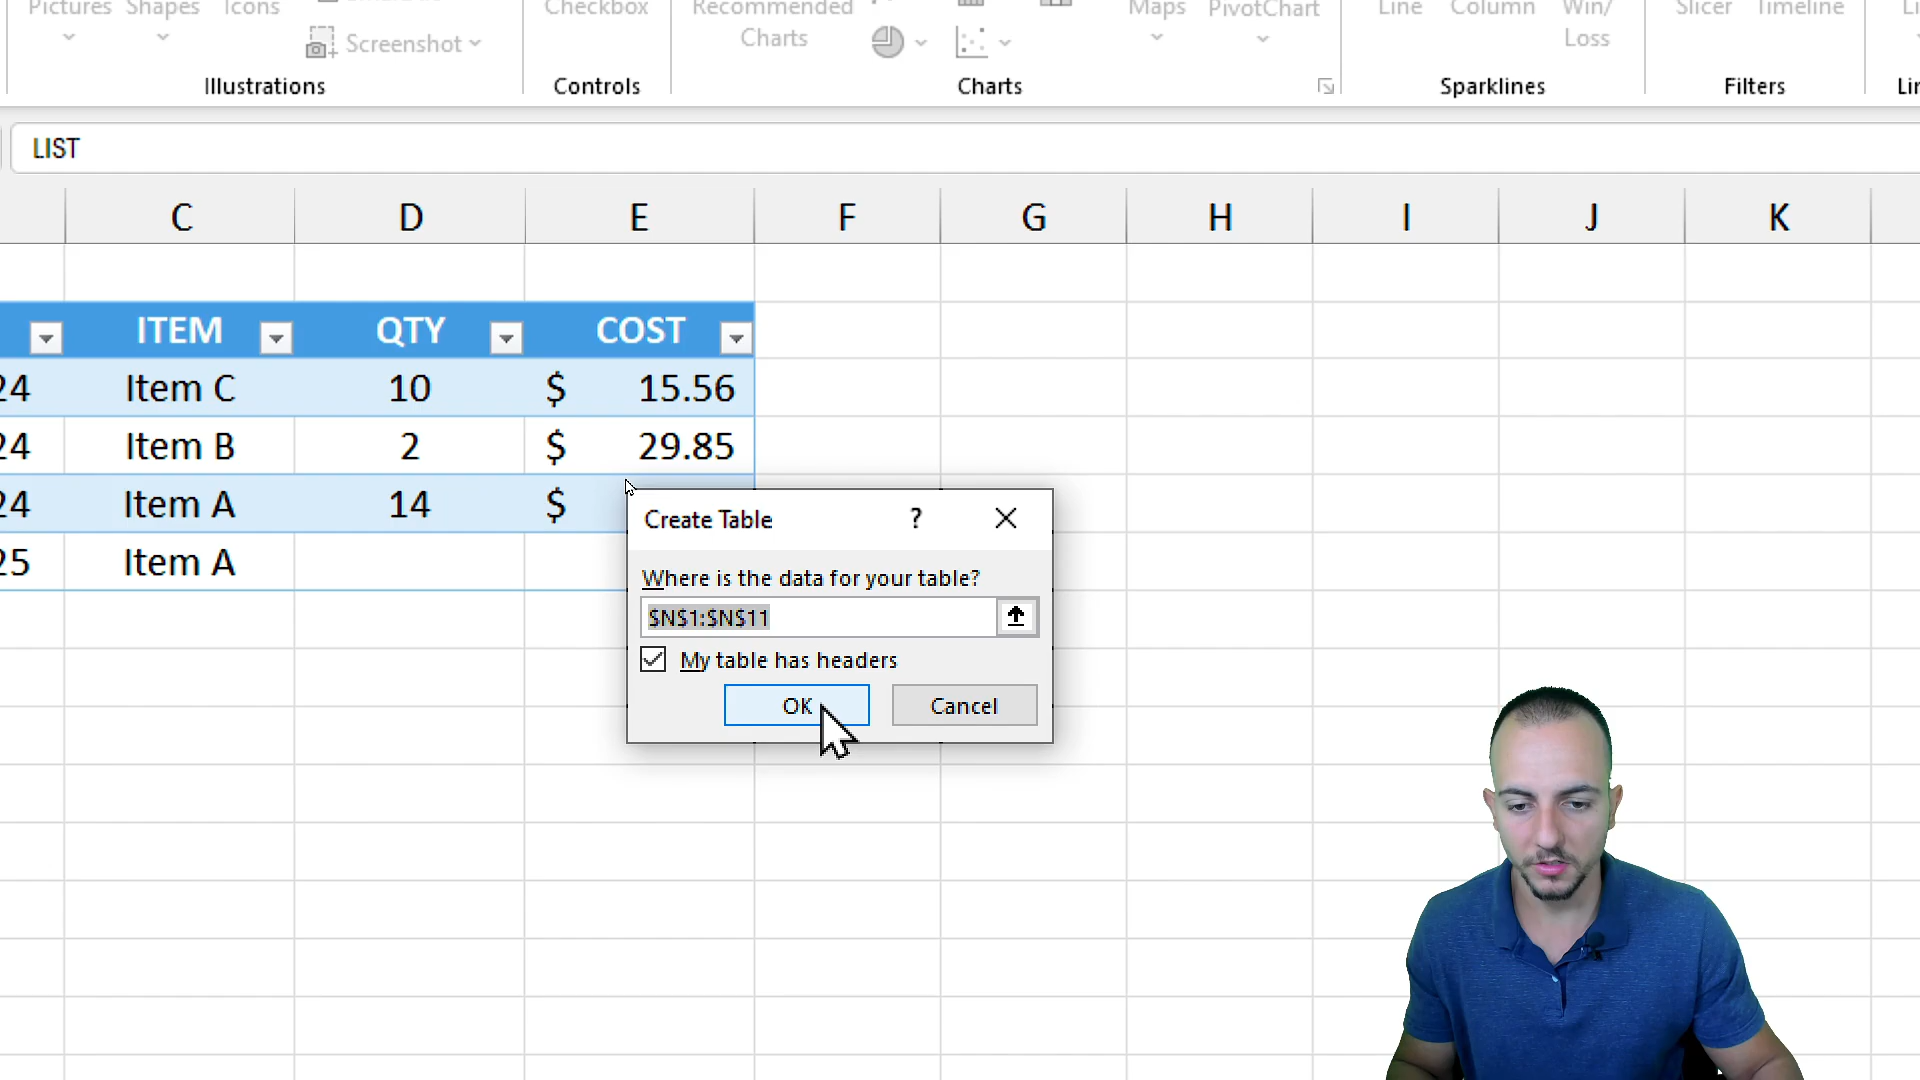 Pictures Shapes Icons Checkbox Recommended Charts Maps PivotChart Line Column Win/ Loss Slicer Timeline
Screenshot
Illustrations Controls Charts Sparklines Filters
LIST
C D E F G H I J K
ITEM QTY COST
24 Item C 10 $ 15.56
24 Item B 2 $ 29.85
24 Item A 14 $
25 Item A
Create Table ?
Where is the data for your table?
$N$1:$N$11
My table has headers
OK Cancel